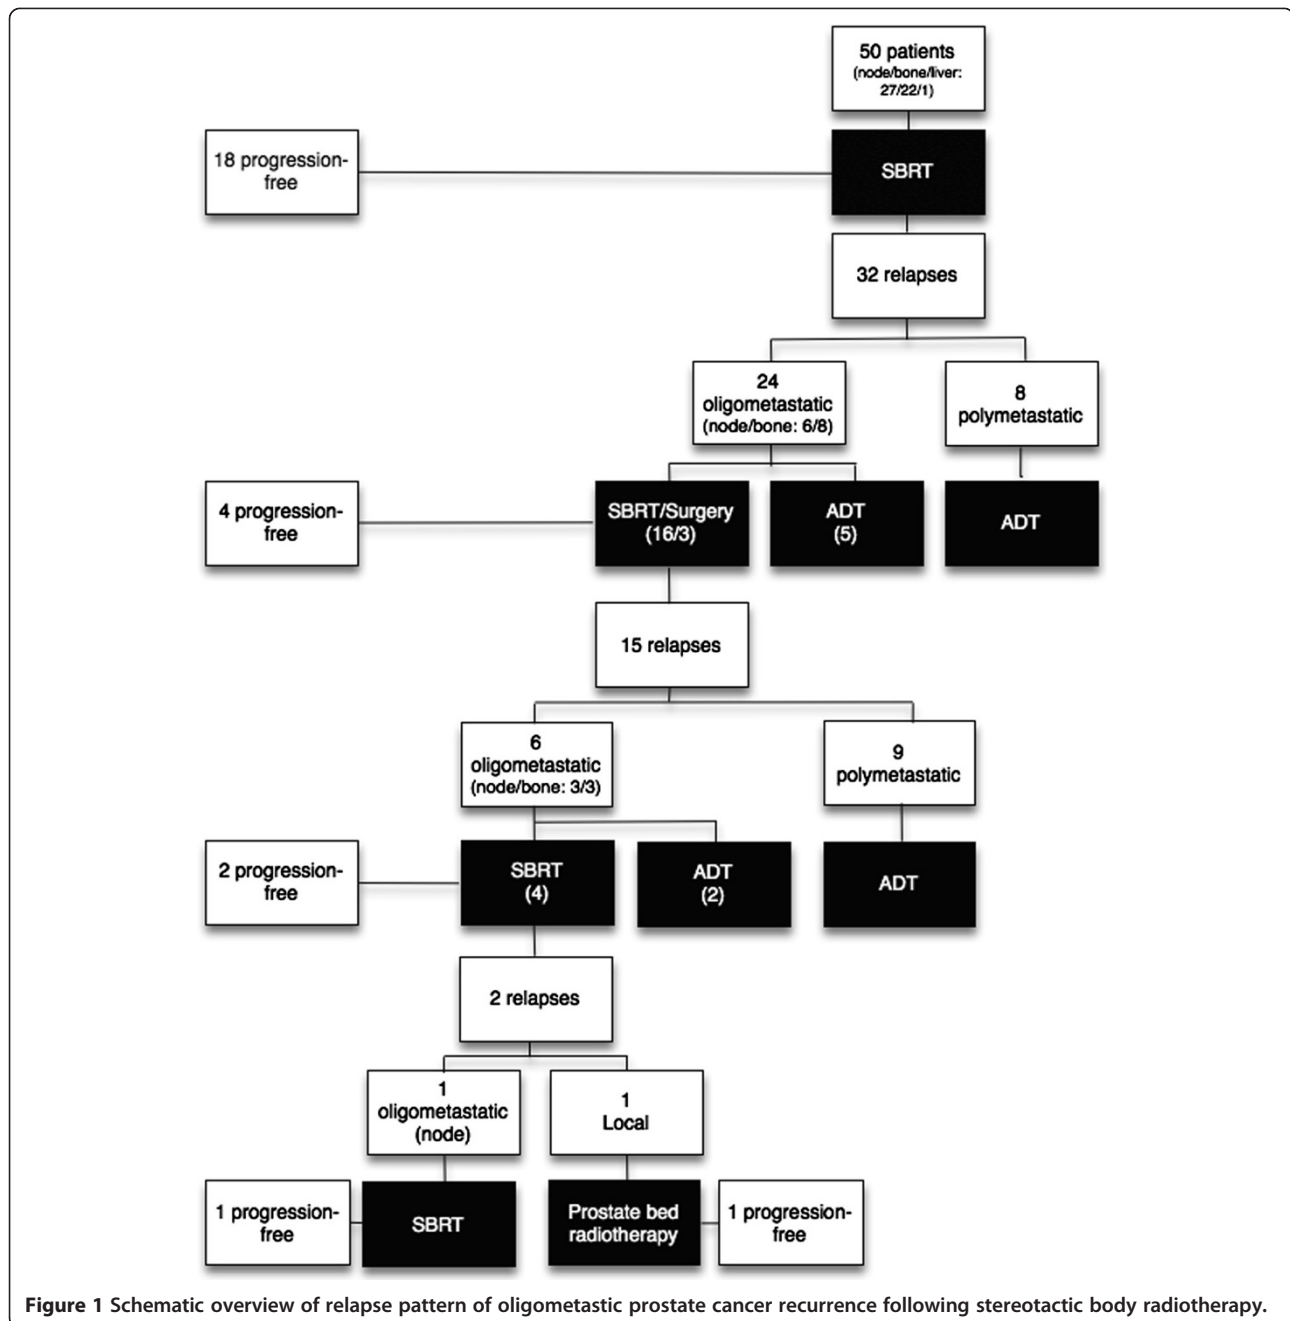 50 patients
(node/bone/liver:
27/22/1)
18 progression-
free
SBRT
32 relapses
24
oligometastatic
(node/bone: 6/8)
8
polymetastatic
4 progression-
free
SBRT/Surgery
(16/3)
ADT
(5)
ADT
15 relapses
6
oligometastatic
(node/bone: 3/3)
9
polymetastatic
2 progression-
free
SBRT
(4)
ADT
(2)
ADT
2 relapses
1
oligometastatic
(node)
1
Local
1 progression-
free
SBRT
Prostate bed
radiotherapy
1 progression-
free
Figure 1 Schematic overview of relapse pattern of oligometastic prostate cancer recurrence following stereotactic body radiotherapy.